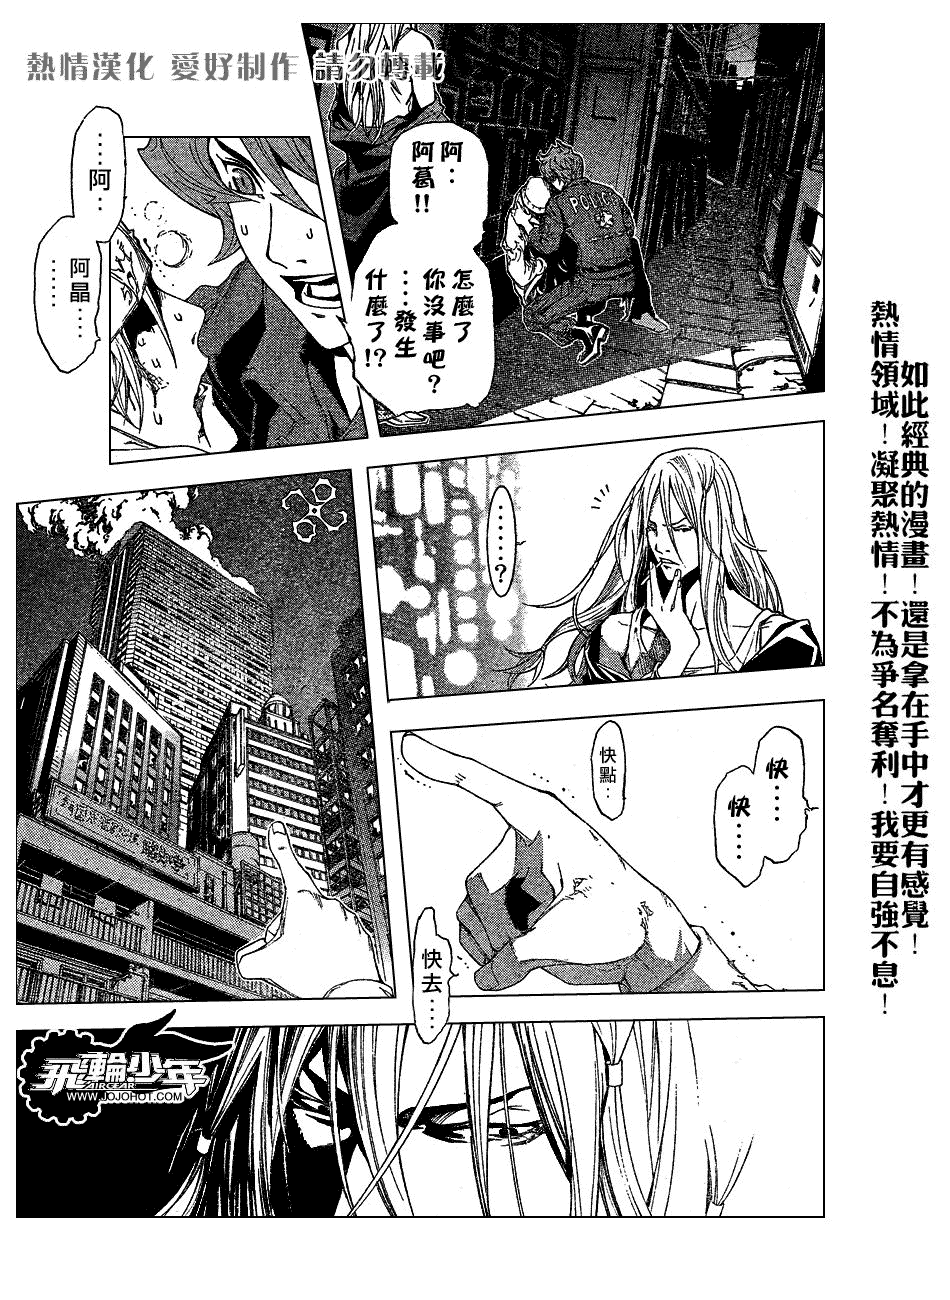 熱情漢化 愛好制作 請勿轉載
阿‥
阿葛!!
怎麼了
你沒事吧?
‥‥發生
什麼了!?
POLIC
……阿‥
阿晶……
……?
快‥‥
快‥‥
快點…
快去‥‥
如此經典的漫畫！還是拿在手中才更有感覺！
熱情領域！凝聚熱情！不為爭名奪利！我要自強不息！
飛輪少年
AIRGEAR
WWW.JOJOHOT.COM